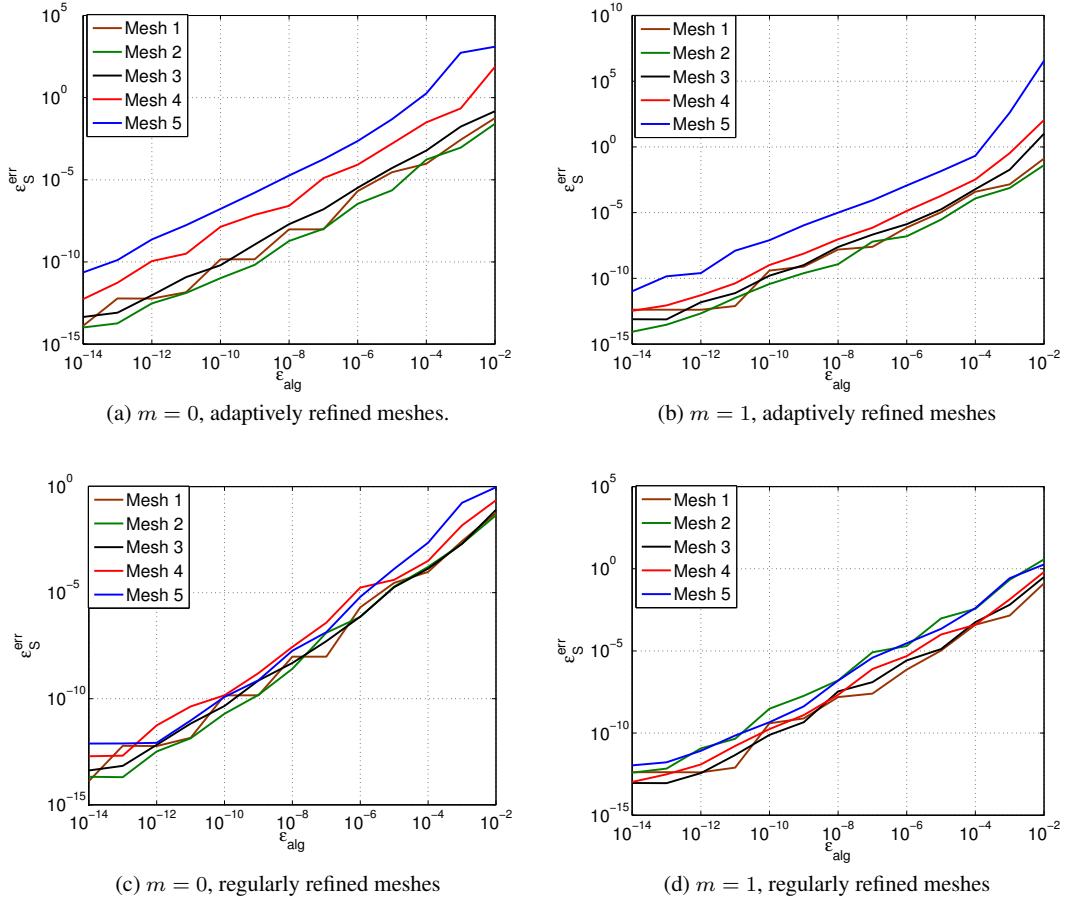 10^5
10^0
10^−5
10^−10
10^−15
ε_S^err
Mesh 1
Mesh 2
Mesh 3
Mesh 4
Mesh 5
10^−14 10^−12 10^−10 10^−8 10^−6 10^−4 10^−2
ε_alg
(a) m = 0, adaptively refined meshes.
10^10
10^5
10^0
10^−5
10^−10
10^−15
ε_S^err
Mesh 1
Mesh 2
Mesh 3
Mesh 4
Mesh 5
10^−14 10^−12 10^−10 10^−8 10^−6 10^−4 10^−2
ε_alg
(b) m = 1, adaptively refined meshes
10^0
10^−5
10^−10
10^−15
ε_S^err
Mesh 1
Mesh 2
Mesh 3
Mesh 4
Mesh 5
10^−14 10^−12 10^−10 10^−8 10^−6 10^−4 10^−2
ε_alg
(c) m = 0, regularly refined meshes
10^5
10^0
10^−5
10^−10
10^−15
ε_S^err
Mesh 1
Mesh 2
Mesh 3
Mesh 4
Mesh 5
10^−14 10^−12 10^−10 10^−8 10^−6 10^−4 10^−2
ε_alg
(d) m = 1, regularly refined meshes